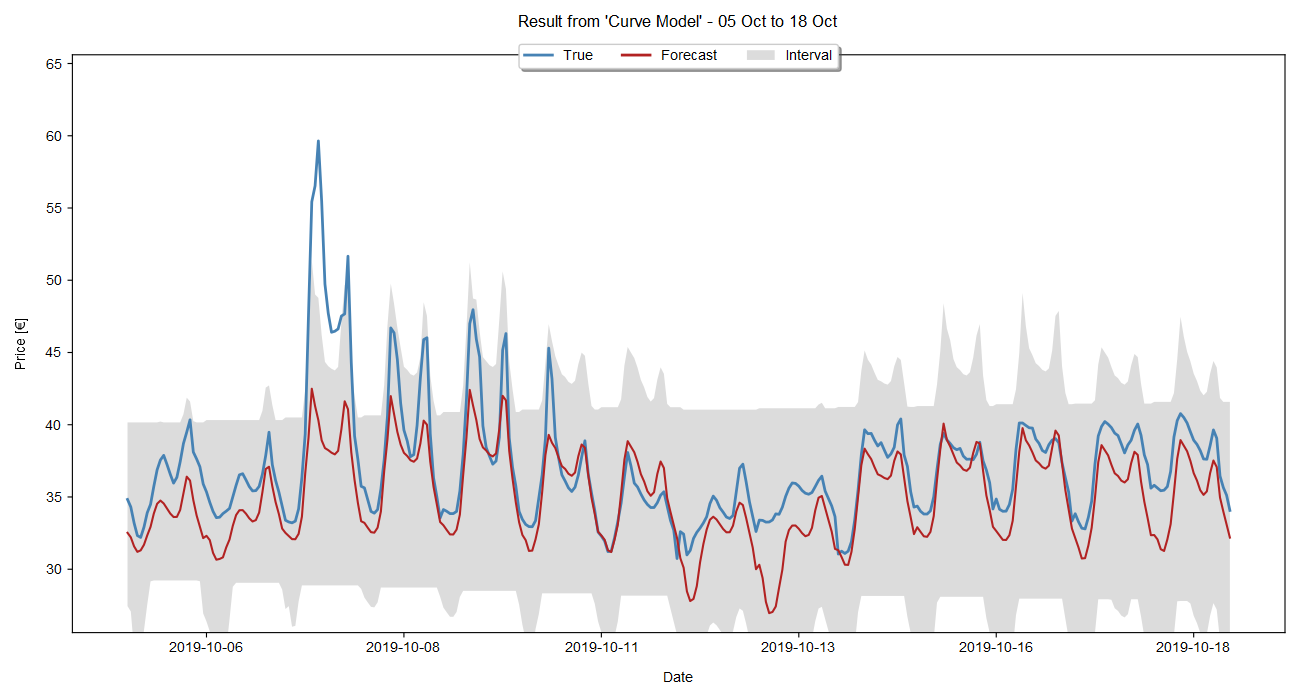 Result from 'Curve Model' - 05 Oct to 18 Oct
True Forecast Interval
65
60
55
50
45
40
35
30
Price [€]
2019-10-06 2019-10-08 2019-10-11 2019-10-13 2019-10-16 2019-10-18
Date